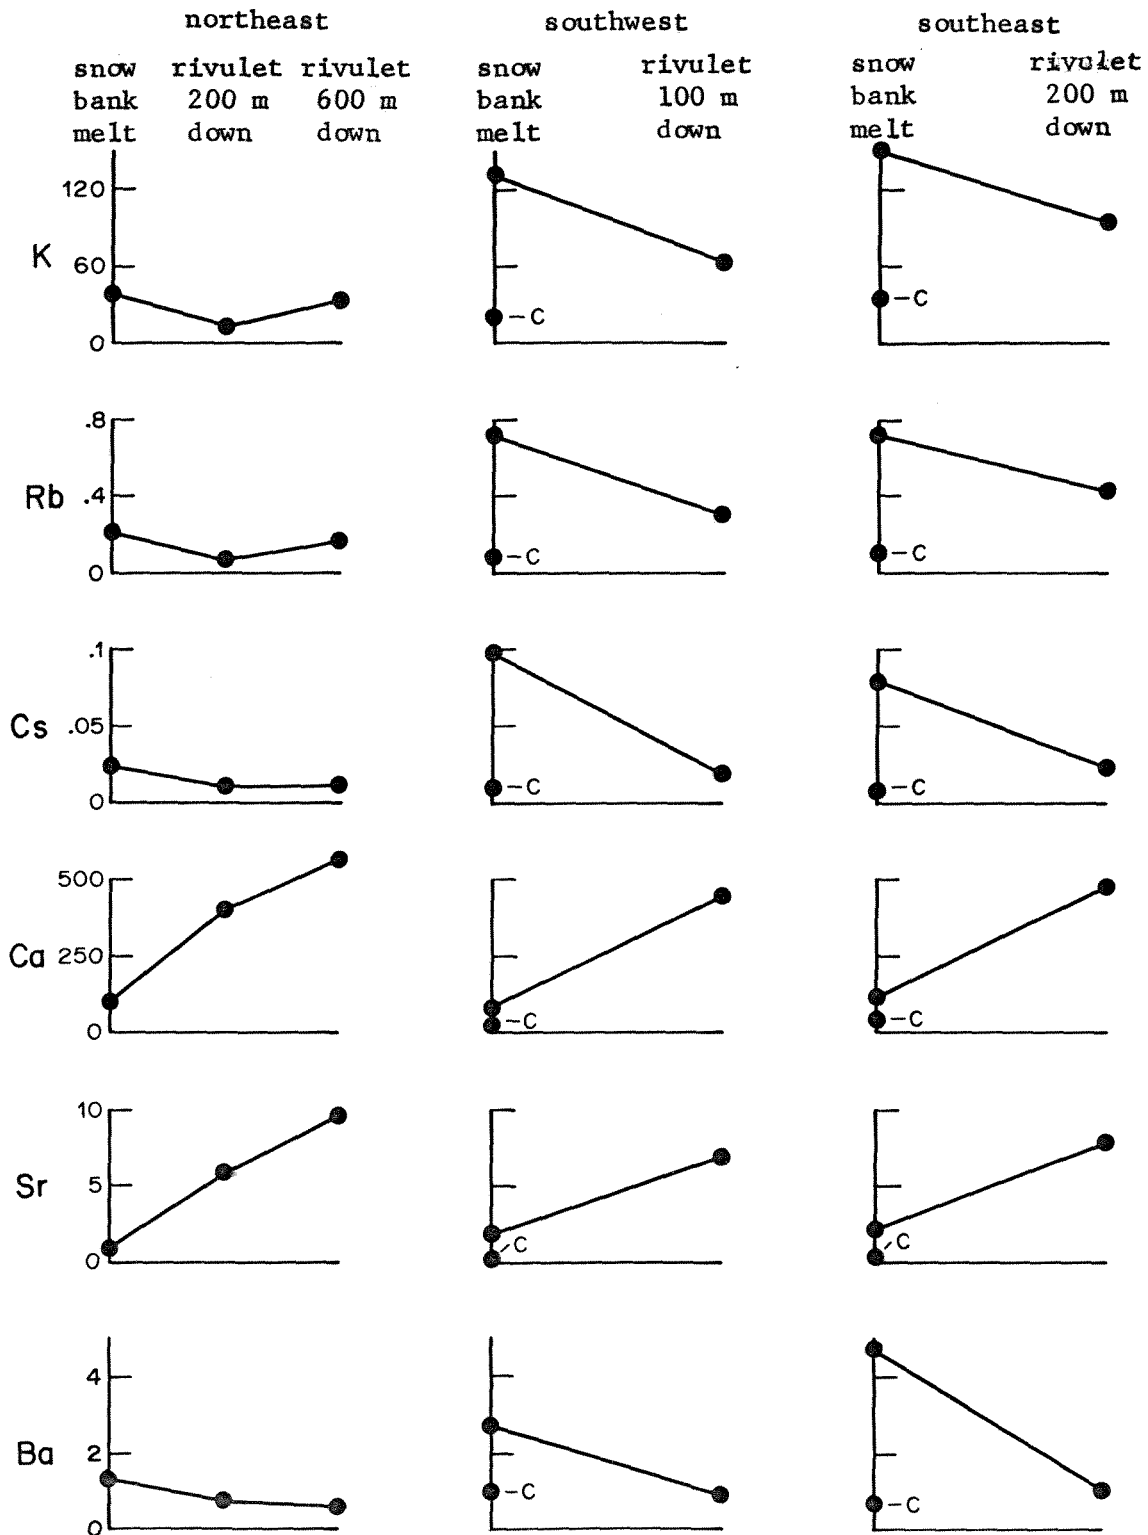 northeast southwest southeast
snow rivulet rivulet snow rivulet snow rivulet
bank 200 m 600 m bank 100 m bank 200 m
melt down down melt down melt down
120
K 60 -C -C
0
.8
Rb .4 -C -C
0
.1
Cs .05 -C -C
0
500
Ca 250 -C -C
0
10
Sr 5 C C
0
4
Ba 2 -C -C
0